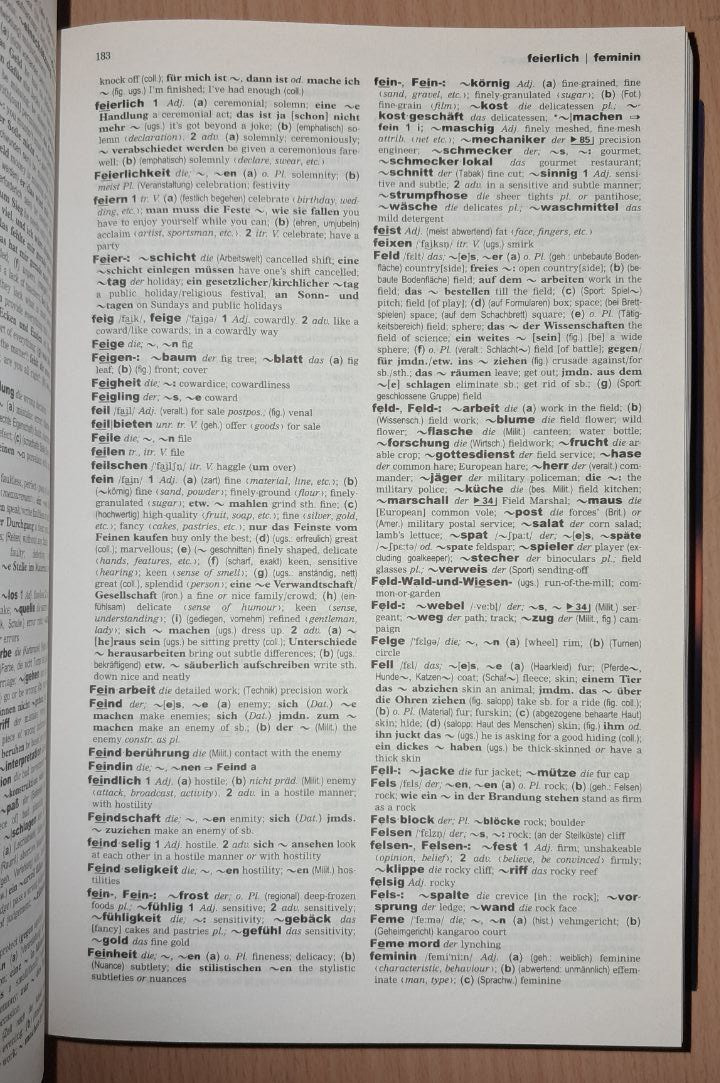 183
feierlich | feminin
knock off (coll.); für mich ist ~, dann ist od. mache ich
~ (fig. ugs.) I'm finished; I've had enough (coll.)
feierlich 1 Adj. (a) ceremonial; solemn; eine ~e
Handlung a ceremonial act; das ist ja [schon] nicht
mehr ~ (ugs.) it's got beyond a joke; (b) (emphatisch) so-
lemn ⟨declaration⟩; 2 adv. (a) solemnly; ceremoniously;
~ verabschiedet werden be given a ceremonious fare-
well; (b) (emphatisch) solemnly ⟨declare, swear, etc.⟩
Feierlichkeit die; ~, ~en (a) o. Pl. solemnity; (b)
meist Pl. (Veranstaltung) celebration; festivity
feiern 1 tr. V. (a) (festlich begehen) celebrate ⟨birthday, wed-
ding, etc.⟩; man muss die Feste ~, wie sie fallen you
have to enjoy yourself while you can; (b) (ehren, umjubeln)
acclaim ⟨artist, sportsman, etc.⟩. 2 itr. V. celebrate; have a
party
Feier-: ~schicht die (Arbeitswelt) cancelled shift; eine
~schicht einlegen müssen have one's shift cancelled;
~tag der holiday; ein gesetzlicher/kirchlicher ~tag
a public holiday/religious festival; an Sonn- und
~tagen on Sundays and public holidays
feig /faik/, feige /'faigə/ 1 Adj. cowardly. 2 adv. like a
coward/like cowards; in a cowardly way
Feige die; ~, ~n fig
Feigen-: ~baum der fig tree; ~blatt das (a) fig
leaf; (b) (fig.) front; cover
Feigheit die; ~: cowardice; cowardliness
Feigling der; ~s, ~e coward
feil /fail/ Adj. (veralt.) for sale postpos.; (fig.) venal
feil|bieten unr. tr. V. (geh.) offer ⟨goods⟩ for sale
Feile die; ~, ~n file
feilen tr., itr. V. file
feilschen /'failʃn/ itr. V. haggle (um over)
fein /fain/ 1 Adj. (a) (zart) fine ⟨material, line, etc.⟩; (b)
(~körnig) fine ⟨sand, powder⟩; finely-ground ⟨flour⟩; finely-
granulated ⟨sugar⟩; etw. ~ mahlen grind sth. fine; (c)
(hochwertig) high-quality ⟨fruit, soap, etc.⟩; fine ⟨silver, gold,
etc.⟩; fancy ⟨cakes, pastries, etc.⟩; nur das Feinste vom
Feinen kaufen buy only the best; (d) (ugs.: erfreulich) great
(coll.); marvellous; (e) (~ geschnitten) finely shaped, delicate
⟨hands, features, etc.⟩; (f) (scharf, exakt) keen, sensitive
⟨hearing⟩; keen ⟨sense of smell⟩; (g) (ugs.: anständig, nett)
great (coll.), splendid ⟨person⟩; eine ~e Verwandtschaft/
Gesellschaft (iron.) a fine or nice family/crowd; (h) (ein-
fühlsam) delicate ⟨sense of humour⟩; keen ⟨sense,
understanding⟩; (i) (gediegen, vornehm) refined ⟨gentleman,
lady⟩; sich ~ machen (ugs.) dress up. 2 adv. (a) ~
[he]raus sein (ugs.) be sitting pretty (coll.); Unterschiede
~ herausarbeiten bring out subtle differences; (b) (ugs.:
bekräftigend) etw. ~ säuberlich aufschreiben write sth.
down nice and neatly
Fein arbeit die detailed work; (Technik) precision work
Feind der; ~[e]s, ~e (a) enemy; sich (Dat.) ~e
machen make enemies; sich (Dat.) jmdn. zum ~
machen make an enemy of sb.; (b) der ~ (Milit.) the
enemy constr. as pl.
Feind berührung die (Milit.) contact with the enemy
Feindin die; ~, ~nen ⇒ Feind a
feindlich 1 Adj. (a) hostile; (b) nicht präd. (Milit.) enemy
⟨attack, broadcast, activity⟩. 2 adv. in a hostile manner;
with hostility
Feindschaft die; ~, ~en enmity; sich (Dat.) jmds.
~ zuziehen make an enemy of sb.
feind selig 1 Adj. hostile. 2 adv. sich ~ ansehen look
at each other in a hostile manner or with hostility
Feind seligkeit die; ~, ~en hostility; ~en (Milit.) hos-
tilities
fein-, Fein-: ~frost der; o. Pl. (regional) deep-frozen
foods pl.; ~fühlig 1 Adj. sensitive; 2 adv. sensitively;
~fühligkeit die; ~: sensitivity; ~gebäck das
[fancy] cakes and pastries pl.; ~gefühl das sensitivity;
~gold das fine gold
Feinheit die; ~, ~en (a) o. Pl. fineness; delicacy; (b)
(Nuance) subtlety; die stilistischen ~en the stylistic
subtleties or nuances
fein-, Fein-: ~körnig Adj. (a) fine-grained, fine
⟨sand, gravel, etc.⟩; finely-granulated ⟨sugar⟩; (b) (Fot.)
fine-grain ⟨film⟩; ~kost die delicatessen pl.; ~-
kost geschäft das delicatessen; *~|machen ⇒
fein 1 i; ~maschig Adj. finely meshed, fine-mesh
attrib. ⟨net etc.⟩; ~mechaniker der ▶85] precision
engineer; ~schmecker der; ~s, ~: gourmet;
~schmecker lokal das gourmet restaurant;
~schnitt der (Tabak) fine cut; ~sinnig 1 Adj. sensi-
tive and subtle; 2 adv. in a sensitive and subtle manner;
~strumpfhose die sheer tights pl. or pantihose;
~wäsche die delicates pl.; ~waschmittel das
mild detergent
feist Adj. (meist abwertend) fat ⟨face, fingers, etc.⟩
feixen /'faiksn/ itr. V. (ugs.) smirk
Feld /fɛlt/ das; ~[e]s, ~er (a) o. Pl. (geh.: unbebaute Boden-
fläche) country[side]; freies ~: open country[side]; (b) (be-
baute Bodenfläche) field; auf dem ~ arbeiten work in the
field; das ~ bestellen till the field; (c) (Sport: Spiel~)
pitch; field [of play]; (d) (auf Formularen) box; space; (bei Brett-
spielen) space; (auf dem Schachbrett) square; (e) o. Pl. (Tätig-
keitsbereich) field; sphere; das ~ der Wissenschaften the
field of science; ein weites ~ [sein] (fig.) [be] a wide
sphere; (f) o. Pl. (veralt.: Schlacht~) field [of battle]; gegen/
für jmdn./etw. ins ~ ziehen (fig.) crusade against/for
sb./sth.; das ~ räumen leave; get out; jmdn. aus dem
~[e] schlagen eliminate sb.; get rid of sb.; (g) (Sport:
geschlossene Gruppe) field
feld-, Feld-: ~arbeit die (a) work in the field; (b)
(Wissensch.) field work; ~blume die field flower, wild
flower; ~flasche die (Milit.) canteen; water bottle;
~forschung die (Wirtsch.) fieldwork; ~frucht die ar-
able crop; ~gottesdienst der field service; ~hase
der common hare; European hare; ~herr der (veralt.) com-
mander; ~jäger der military policeman; die ~: the
military police; ~küche die (bes. Milit.) field kitchen;
~marschall der ▶34] Field Marshal; ~maus die
[European] common vole; ~post die forces' (Brit.) or
(Amer.) military postal service; ~salat der corn salad;
lamb's lettuce; ~spat /~ʃpa:t/ der; ~[e]s, ~späte
/~ʃpɛ:tə/ od. ~spate feldspar; ~spieler der player (ex-
cluding goalkeeper); ~stecher der binoculars pl.; field
glasses pl.; ~verweis der (Sport) sending-off
Feld-Wald-und-Wiesen- (ugs.) run-of-the-mill; com-
mon-or-garden
Feld-: ~webel /-ve:bl/ der; ~s, ~ ▶34] (Milit.) ser-
geant; ~weg der path; track; ~zug der (Milit., fig.) cam-
paign
Felge /'fɛlgə/ die; ~, ~n (a) [wheel] rim; (b) (Turnen)
circle
Fell /fɛl/ das; ~[e]s, ~e (a) (Haarkleid) fur; (Pferde~,
Hunde~, Katzen~) coat; (Schaf~) fleece; skin; einem Tier
das ~ abziehen skin an animal; jmdm. das ~ über
die Ohren ziehen (fig. salopp) take sb. for a ride (fig. coll.);
(b) o. Pl. (Material) fur; furskin; (c) (abgezogene behaarte Haut)
skin; hide; (d) (salopp: Haut des Menschen) skin; (fig.) ihm od.
ihn juckt das ~ (ugs.) he is asking for a good hiding (coll.);
ein dickes ~ haben (ugs.) be thick-skinned or have a
thick skin
Fell-: ~jacke die fur jacket; ~mütze die fur cap
Fels /fɛls/ der; ~en, ~en (a) o. Pl. rock; (b) (geh.: Felsen)
rock; wie ein ~ in der Brandung stehen stand as firm
as a rock
Fels block der; Pl. ~blöcke rock; boulder
Felsen /'fɛlzn/ der; ~s, ~: rock; (an der Steilküste) cliff
felsen-, Felsen-: ~fest 1 Adj. firm; unshakeable
⟨opinion, belief⟩; 2 adv. ⟨believe, be convinced⟩ firmly;
~klippe die rocky cliff; ~riff das rocky reef
felsig Adj. rocky
Fels-: ~spalte die crevice [in the rock]; ~vor-
sprung der ledge; ~wand die rock face
Feme /'fe:mə/ die; ~, ~n (a) (hist.) vehmgericht; (b)
(Geheimgericht) kangaroo court
Feme mord der lynching
feminin /femi'ni:n/ Adj. (a) (geh.: weiblich) feminine
⟨characteristic, behaviour⟩; (b) (abwertend: unmännlich) effem-
inate ⟨man, type⟩; (c) (Sprachw.) feminine